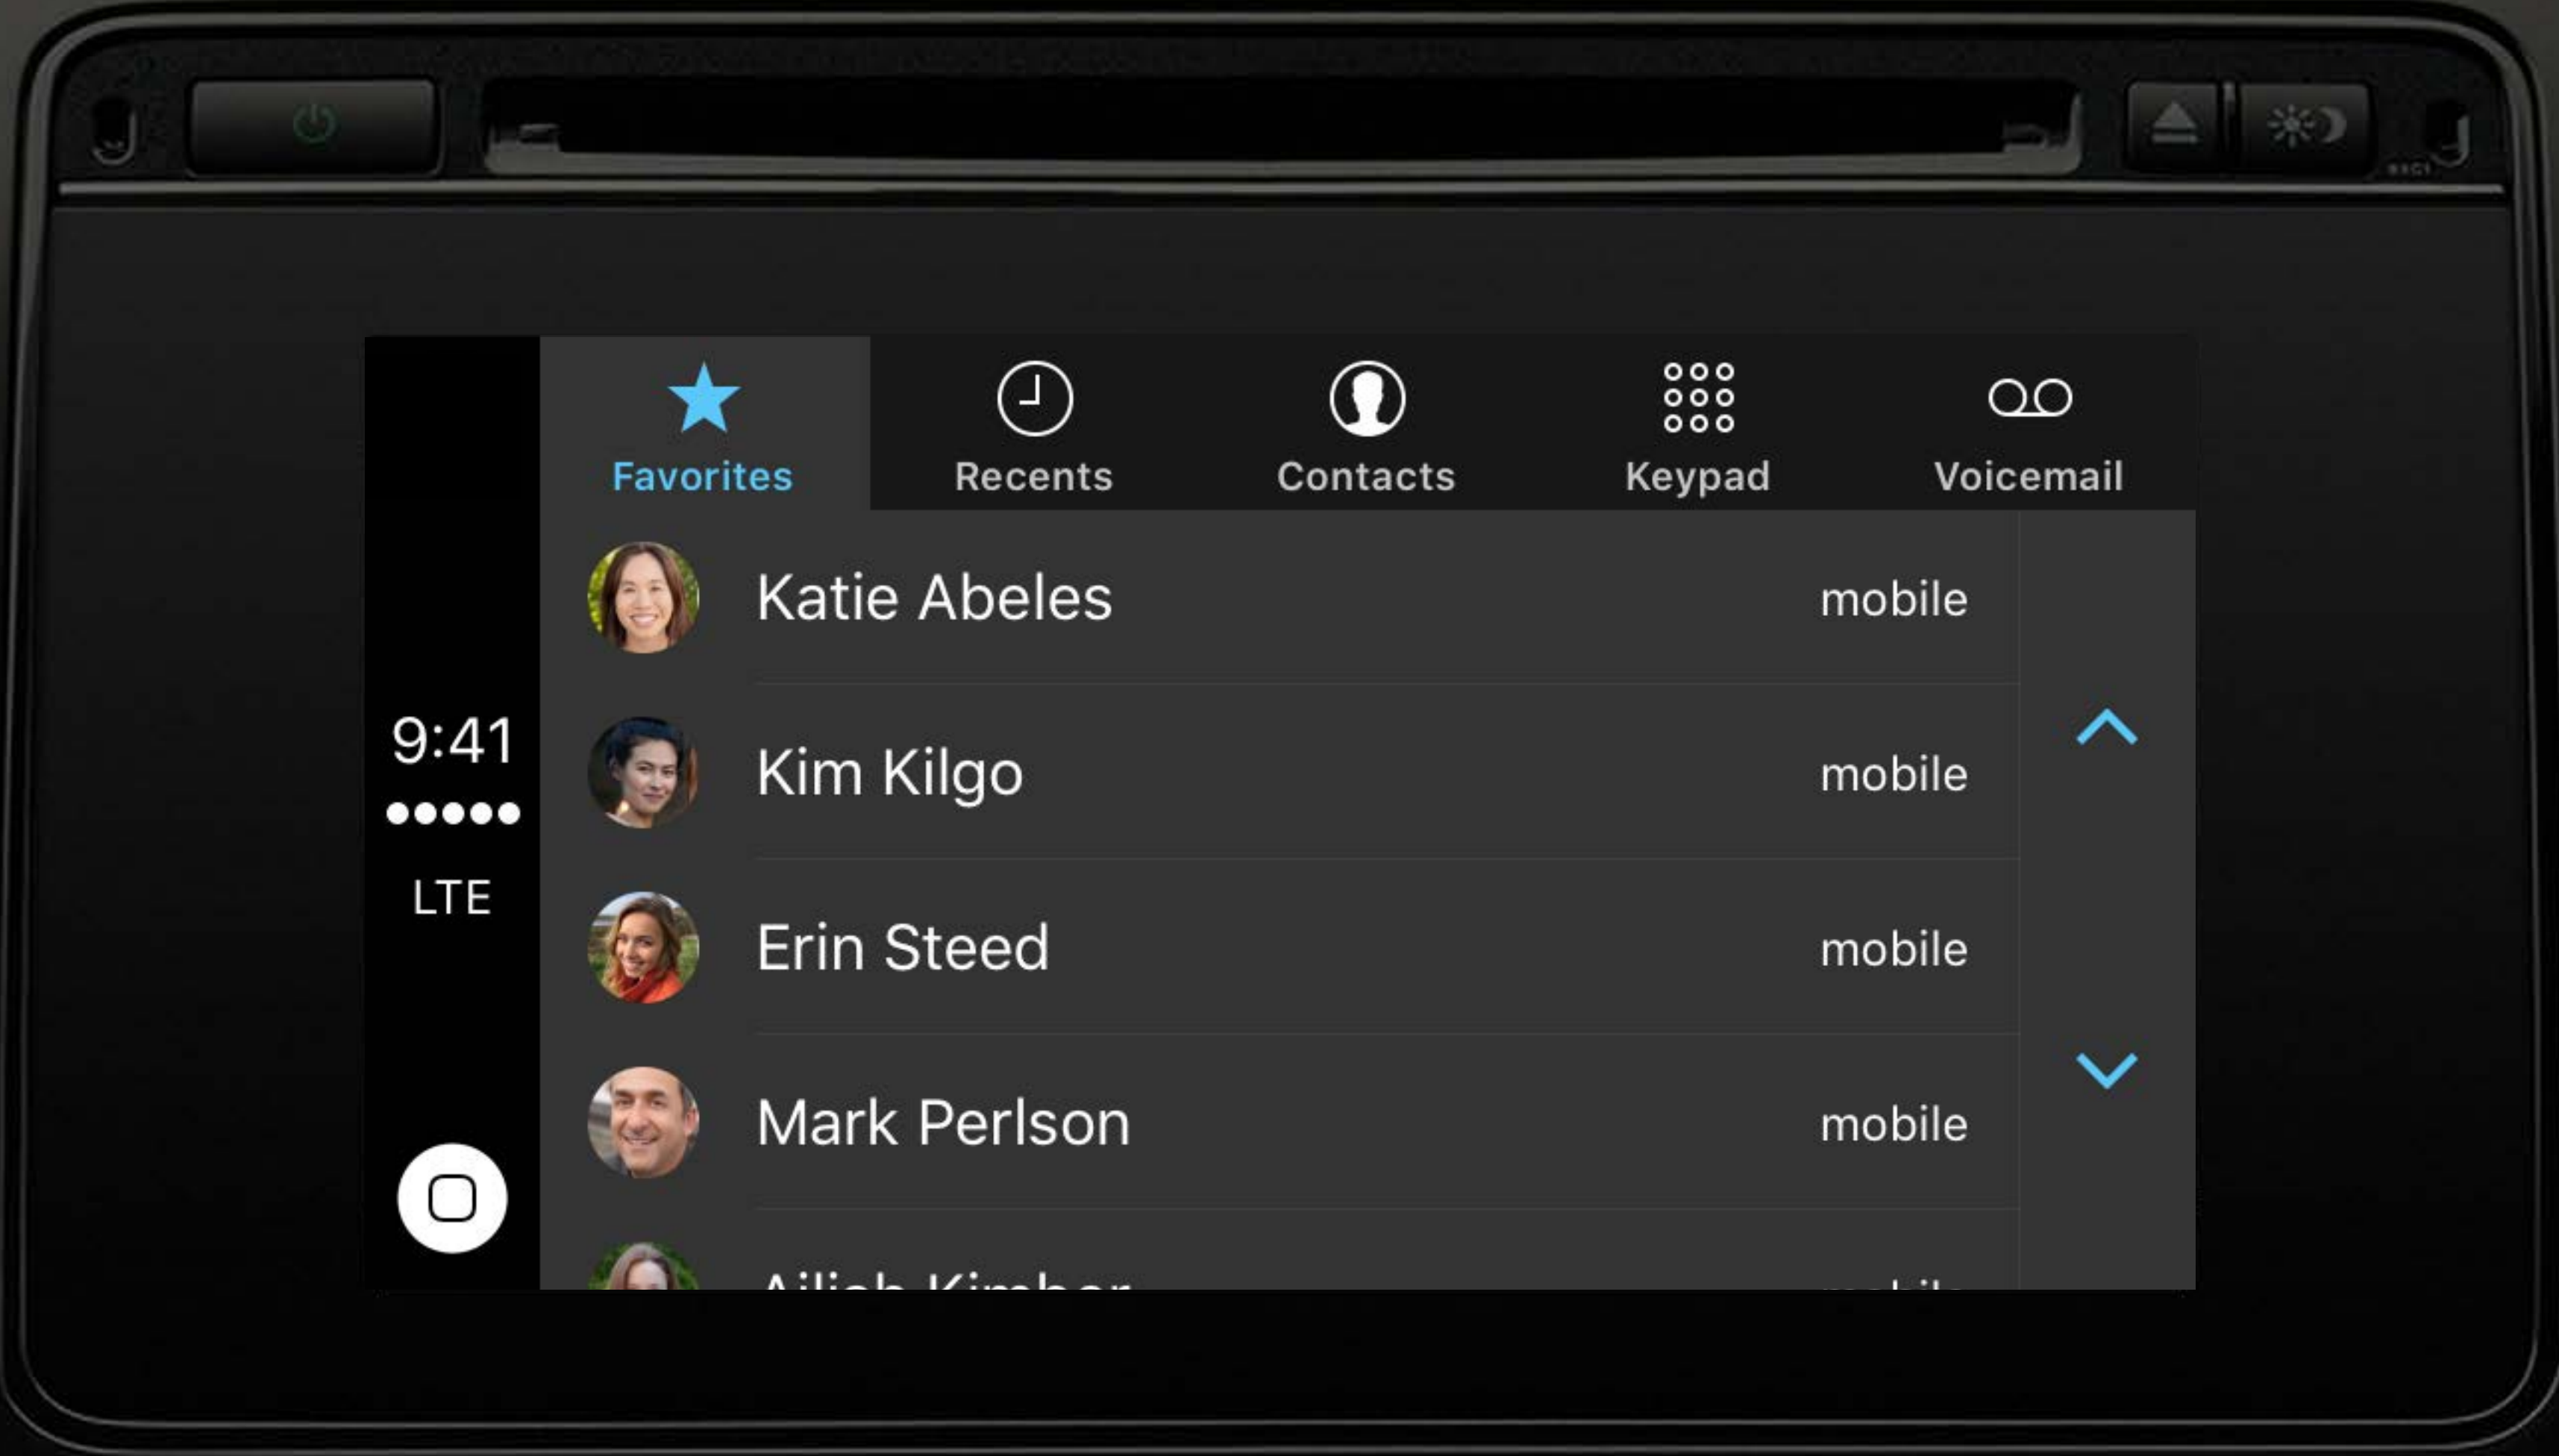 Favorites
Recents
Contacts
Keypad
Voicemail
Katie Abeles mobile
9:41
Kim Kilgo mobile
LTE
Erin Steed mobile
Mark Perlson mobile